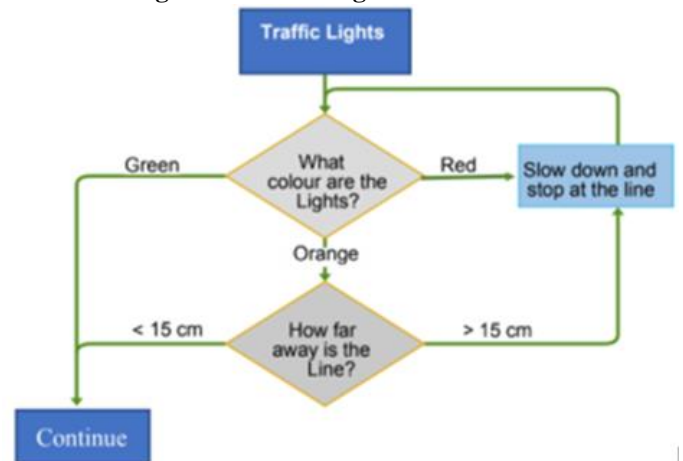 Traffic Lights
What
colour are the
Lights?
Green
Red
Slow down and
stop at the line
Orange
How far
away is the
Line?
< 15 cm
> 15 cm
Continue